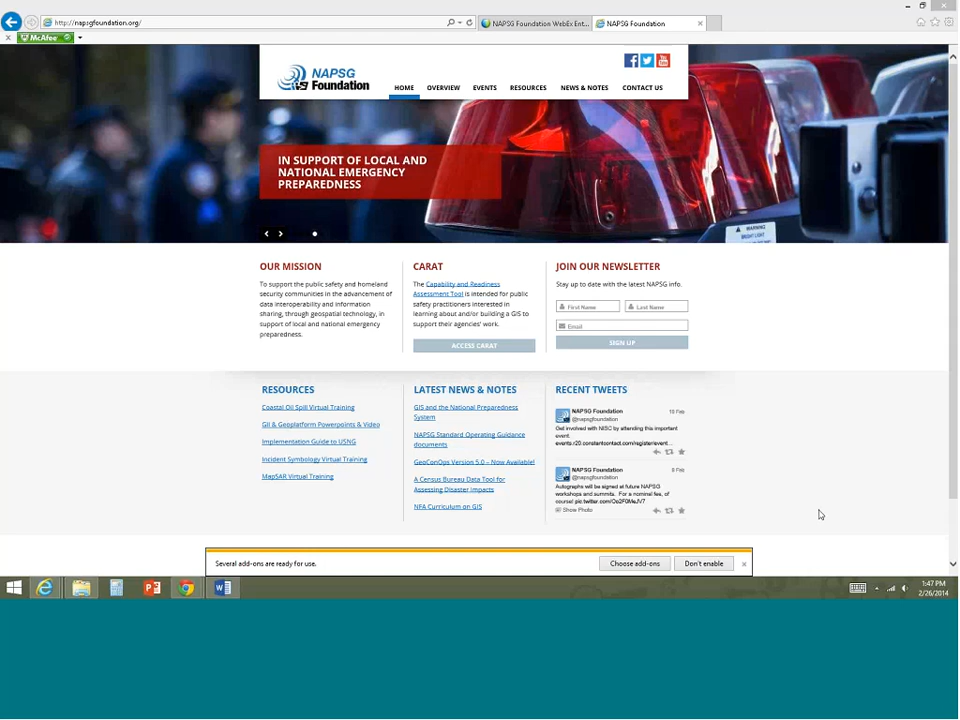 http://napsgfoundation.org/
NAPSG Foundation WebEx Ent...
NAPSG Foundation
McAfee
NAPSG
Foundation
HOME
OVERVIEW
EVENTS
RESOURCES
NEWS & NOTES
CONTACT US
IN SUPPORT OF LOCAL AND
NATIONAL EMERGENCY
PREPAREDNESS
WARNING
BRIGHT LIGHT
OUR MISSION
To support the public safety and homeland
security communities in the advancement of
data interoperability and information
sharing, through geospatial technology, in
support of local and national emergency
preparedness.
CARAT
The Capability and Readiness
Assessment Tool is intended for public
safety practitioners interested in
learning about and/or building a GIS to
support their agencies' work.
ACCESS CARAT
JOIN OUR NEWSLETTER
Stay up to date with the latest NAPSG info.
First Name
Last Name
Email
SIGN UP
RESOURCES
Coastal Oil Spill Virtual Training
GII & Geoplatform Powerpoints & Video
Implementation Guide to USNG
Incident Symbology Virtual Training
MapSAR Virtual Training
LATEST NEWS & NOTES
GIS and the National Preparedness
System
NAPSG Standard Operating Guidance
documents
GeoConOps Version 5.0 – Now Available!
A Census Bureau Data Tool for
Assessing Disaster Impacts
NFA Curriculum on GIS
RECENT TWEETS
NAPSG Foundation
@napsgfoundation
Get involved with NISC by attending this important
event.
events.r20.constantcontact.com/register/event...
NAPSG Foundation
8 Feb
@napsgfoundation
Autographs will be signed at future NAPSG
workshops and summits. For a nominal fee, of
course!
Show Photo
Several add-ons are ready for use.
Choose add-ons
Don't enable
1:47 PM
2/26/2014